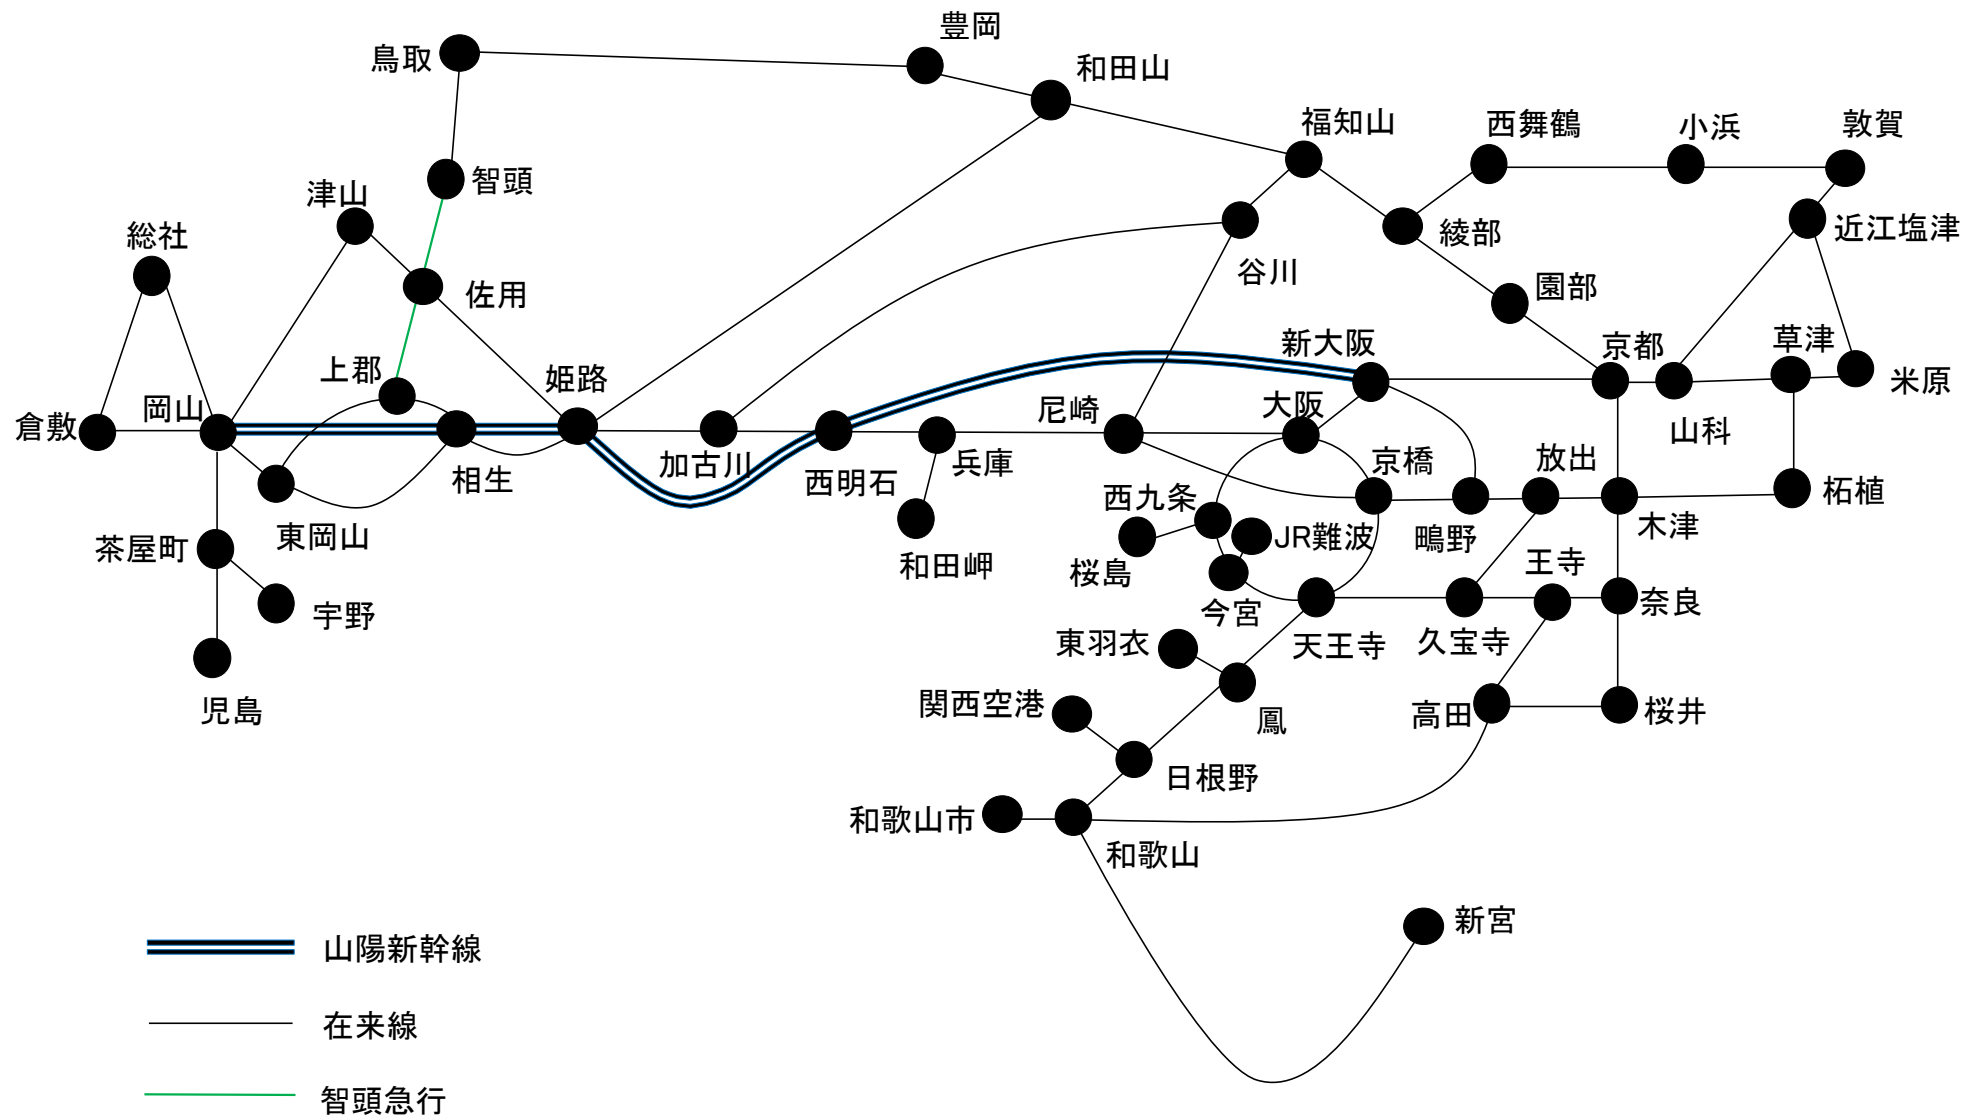 豊岡
鳥取
和田山
福知山
西舞鶴
小浜
敦賀
智頭
津山
総社
綾部
近江塩津
谷川
佐用
園部
新大阪
京都
草津
上郡
姫路
米原
岡山
倉敷
尼崎
大阪
山科
加古川
兵庫
京橋
放出
相生
西明石
西九条
柘植
東岡山
JR難波
鴫野
木津
茶屋町
和田岬
桜島
王寺
宇野
今宮
奈良
東羽衣
天王寺
久宝寺
児島
関西空港
鳳
高田
桜井
日根野
和歌山市
和歌山
新宮
山陽新幹線
在来線
智頭急行